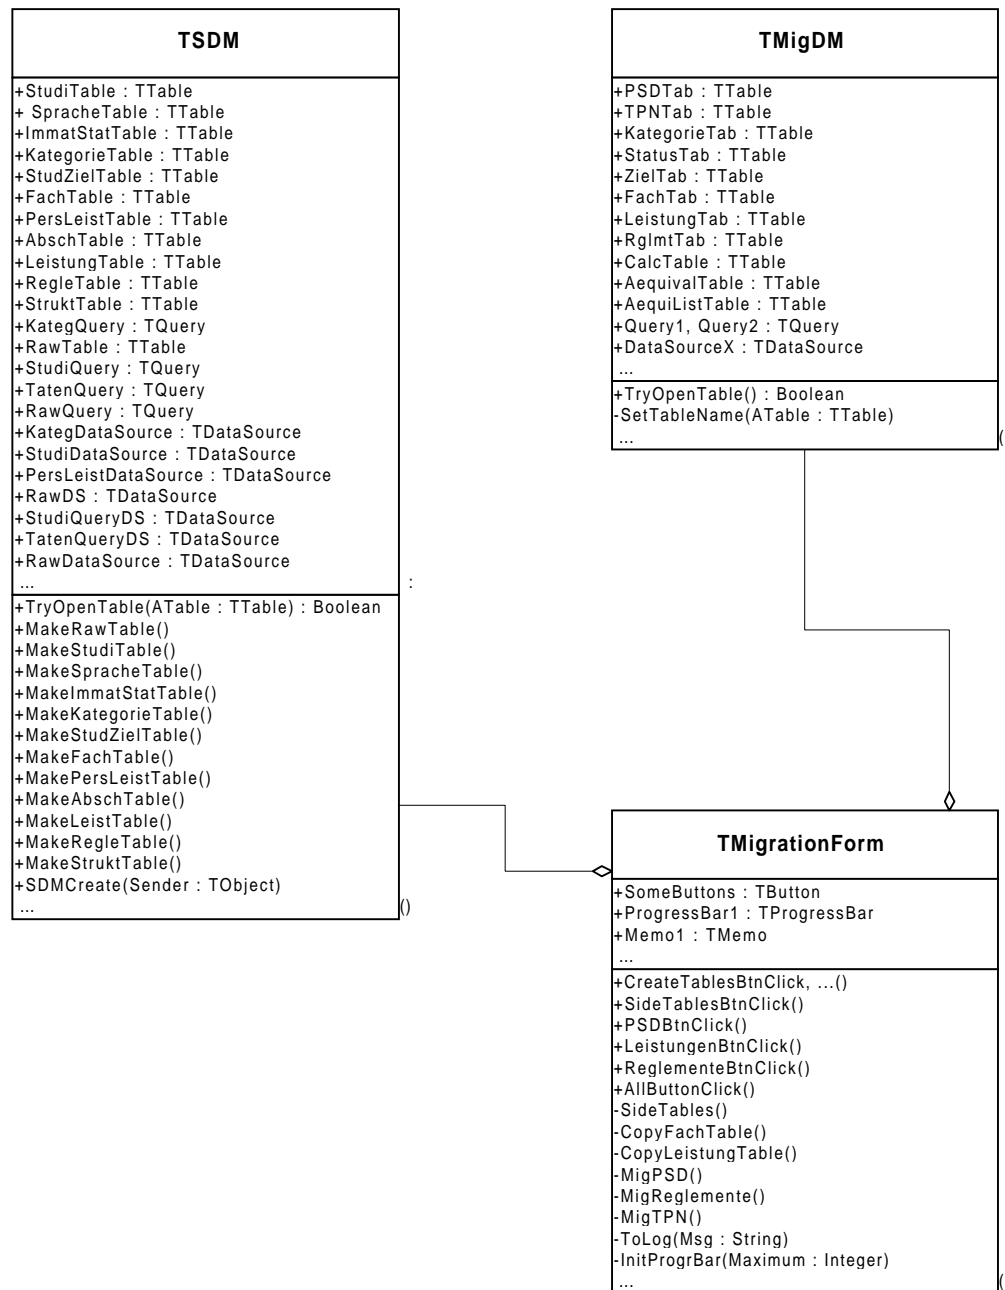 TSDM
+StudiTable : TTable
+ SpracheTable : TTable
+ImmatStatTable : TTable
+KategorieTable : TTable
+StudZielTable : TTable
+FachTable : TTable
+PersLeistTable : TTable
+AbschTable : TTable
+LeistungTable : TTable
+RegleTable : TTable
+StruktTable : TTable
+KategQuery : TQuery
+RawTable : TTable
+StudiQuery : TQuery
+TatenQuery : TQuery
+RawQuery : TQuery
+KategDataSource : TDataSource
+StudiDataSource : TDataSource
+PersLeistDataSource : TDataSource
+RawDS : TDataSource
+StudiQueryDS : TDataSource
+TatenQueryDS : TDataSource
+RawDataSource : TDataSource
...
:
+TryOpenTable(ATable : TTable) : Boolean
+MakeRawTable()
+MakeStudiTable()
+MakeSpracheTable()
+MakeImmatStatTable()
+MakeKategorieTable()
+MakeStudZielTable()
+MakeFachTable()
+MakePersLeistTable()
+MakeAbschTable()
+MakeLeistTable()
+MakeRegleTable()
+MakeStruktTable()
+SDMCreate(Sender : TObject)
...
()
TMigDM
+PSDTab : TTable
+TPNTab : TTable
+KategorieTab : TTable
+StatusTab : TTable
+ZielTab : TTable
+FachTab : TTable
+LeistungTab : TTable
+RglmtTab : TTable
+CalcTable : TTable
+AequivalTable : TTable
+AequiListTable : TTable
+Query1, Query2 : TQuery
+DataSourceX : TDataSource
...
+TryOpenTable() : Boolean
-SetTableName(ATable : TTable)
...
(
TMigrationForm
+SomeButtons : TButton
+ProgressBar1 : TProgressBar
+Memo1 : TMemo
...
+CreateTablesBtnClick, ...()
+SideTablesBtnClick()
+PSDBtnClick()
+LeistungenBtnClick()
+ReglementeBtnClick()
+AllButtonClick()
-SideTables()
-CopyFachTable()
-CopyLeistungTable()
-MigPSD()
-MigReglemente()
-MigTPN()
-ToLog(Msg : String)
-InitProgrBar(Maximum : Integer)
...
(